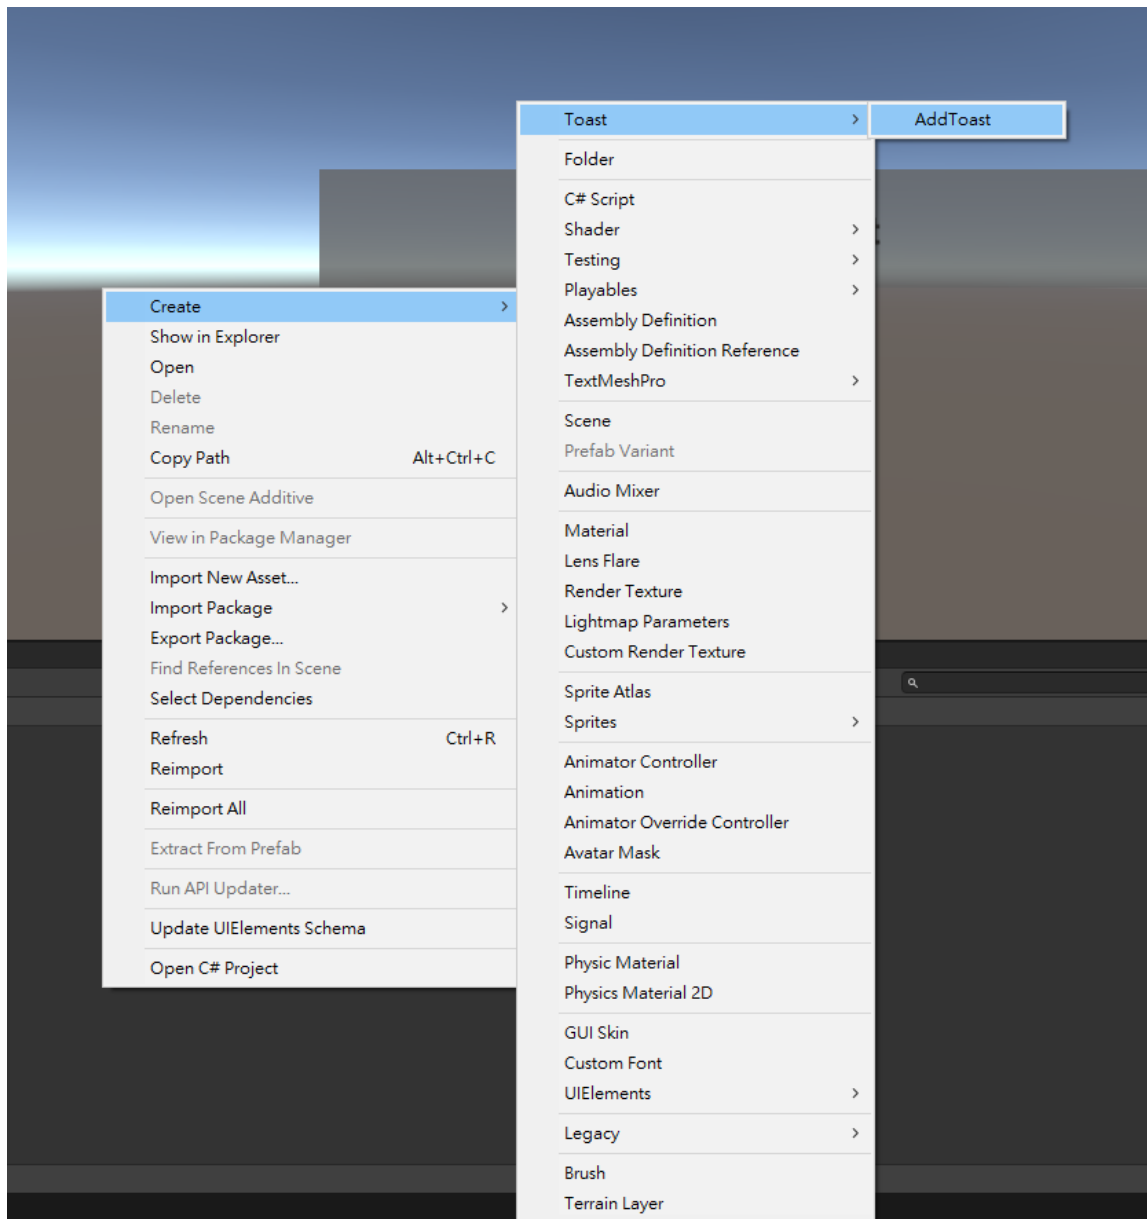 Toast
AddToast
Folder
C# Script
Shader
Testing
Playables
Assembly Definition
Assembly Definition Reference
TextMeshPro
Scene
Prefab Variant
Audio Mixer
Material
Lens Flare
Render Texture
Lightmap Parameters
Custom Render Texture
Sprite Atlas
Sprites
Animator Controller
Animation
Animator Override Controller
Avatar Mask
Timeline
Signal
Physic Material
Physics Material 2D
GUI Skin
Custom Font
UIElements
Legacy
Brush
Terrain Layer
Create
Show in Explorer
Open
Delete
Rename
Copy Path Alt+Ctrl+C
Open Scene Additive
View in Package Manager
Import New Asset...
Import Package
Export Package...
Find References In Scene
Select Dependencies
Refresh Ctrl+R
Reimport
Reimport All
Extract From Prefab
Run API Updater...
Update UIElements Schema
Open C# Project